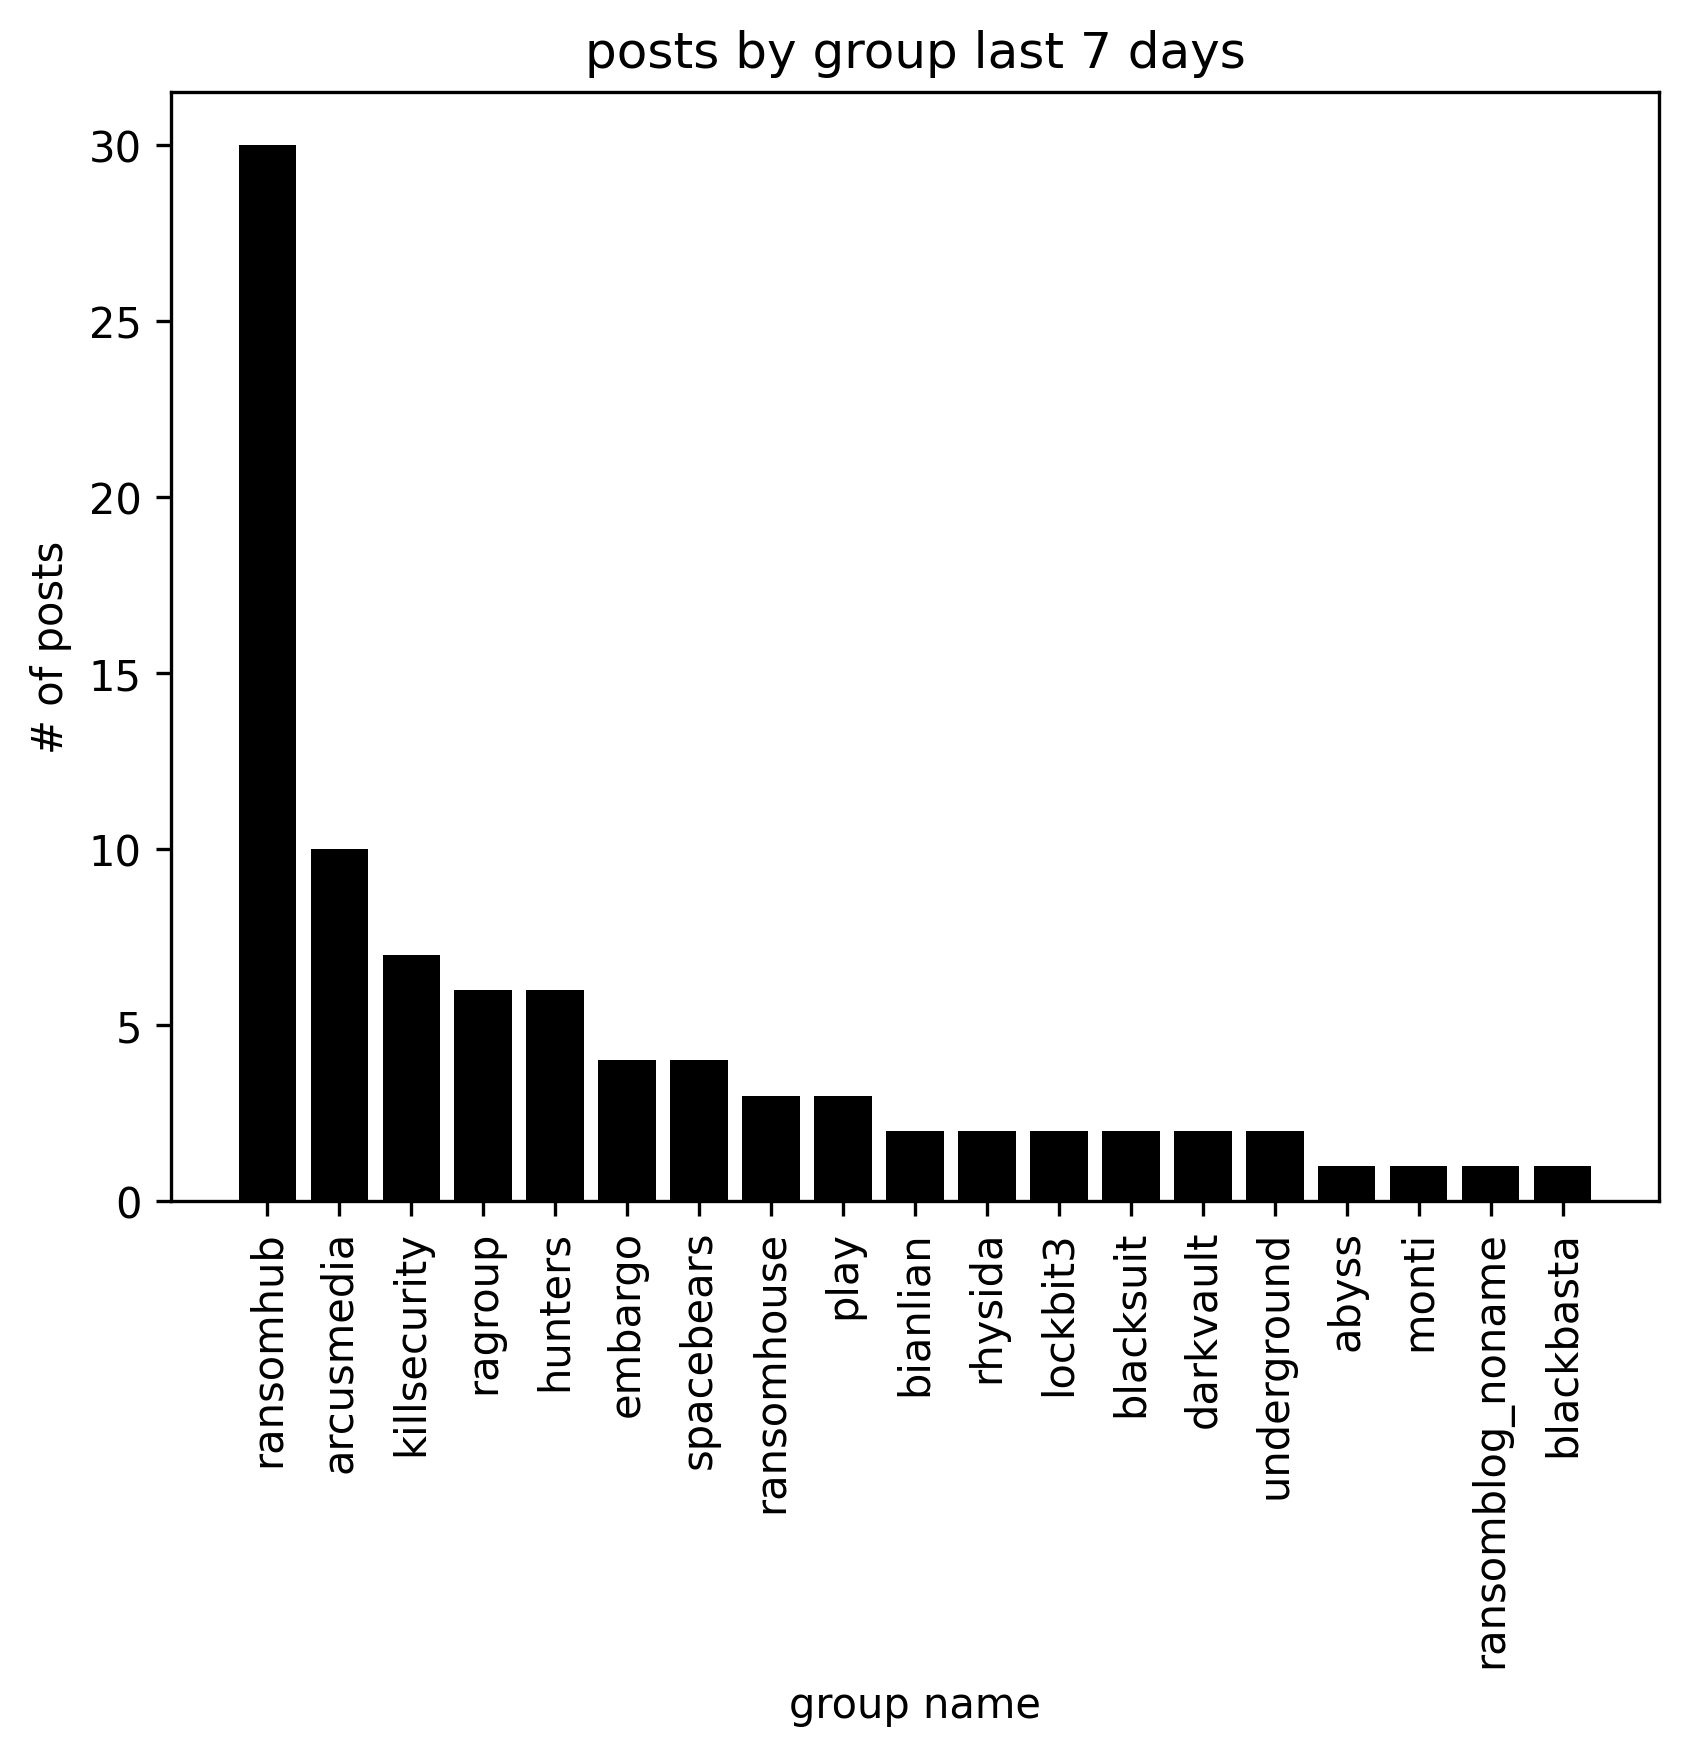 posts by group last 7 days
# of posts
30
25
20
15
10
5
0
ransomhub
arcusmedia
killsecurity
ragroup
hunters
embargo
spacebears
ransomhouse
play
bianlian
rhysida
lockbit3
blacksuit
darkvault
underground
abyss
monti
ransomblog_noname
blackbasta
group name